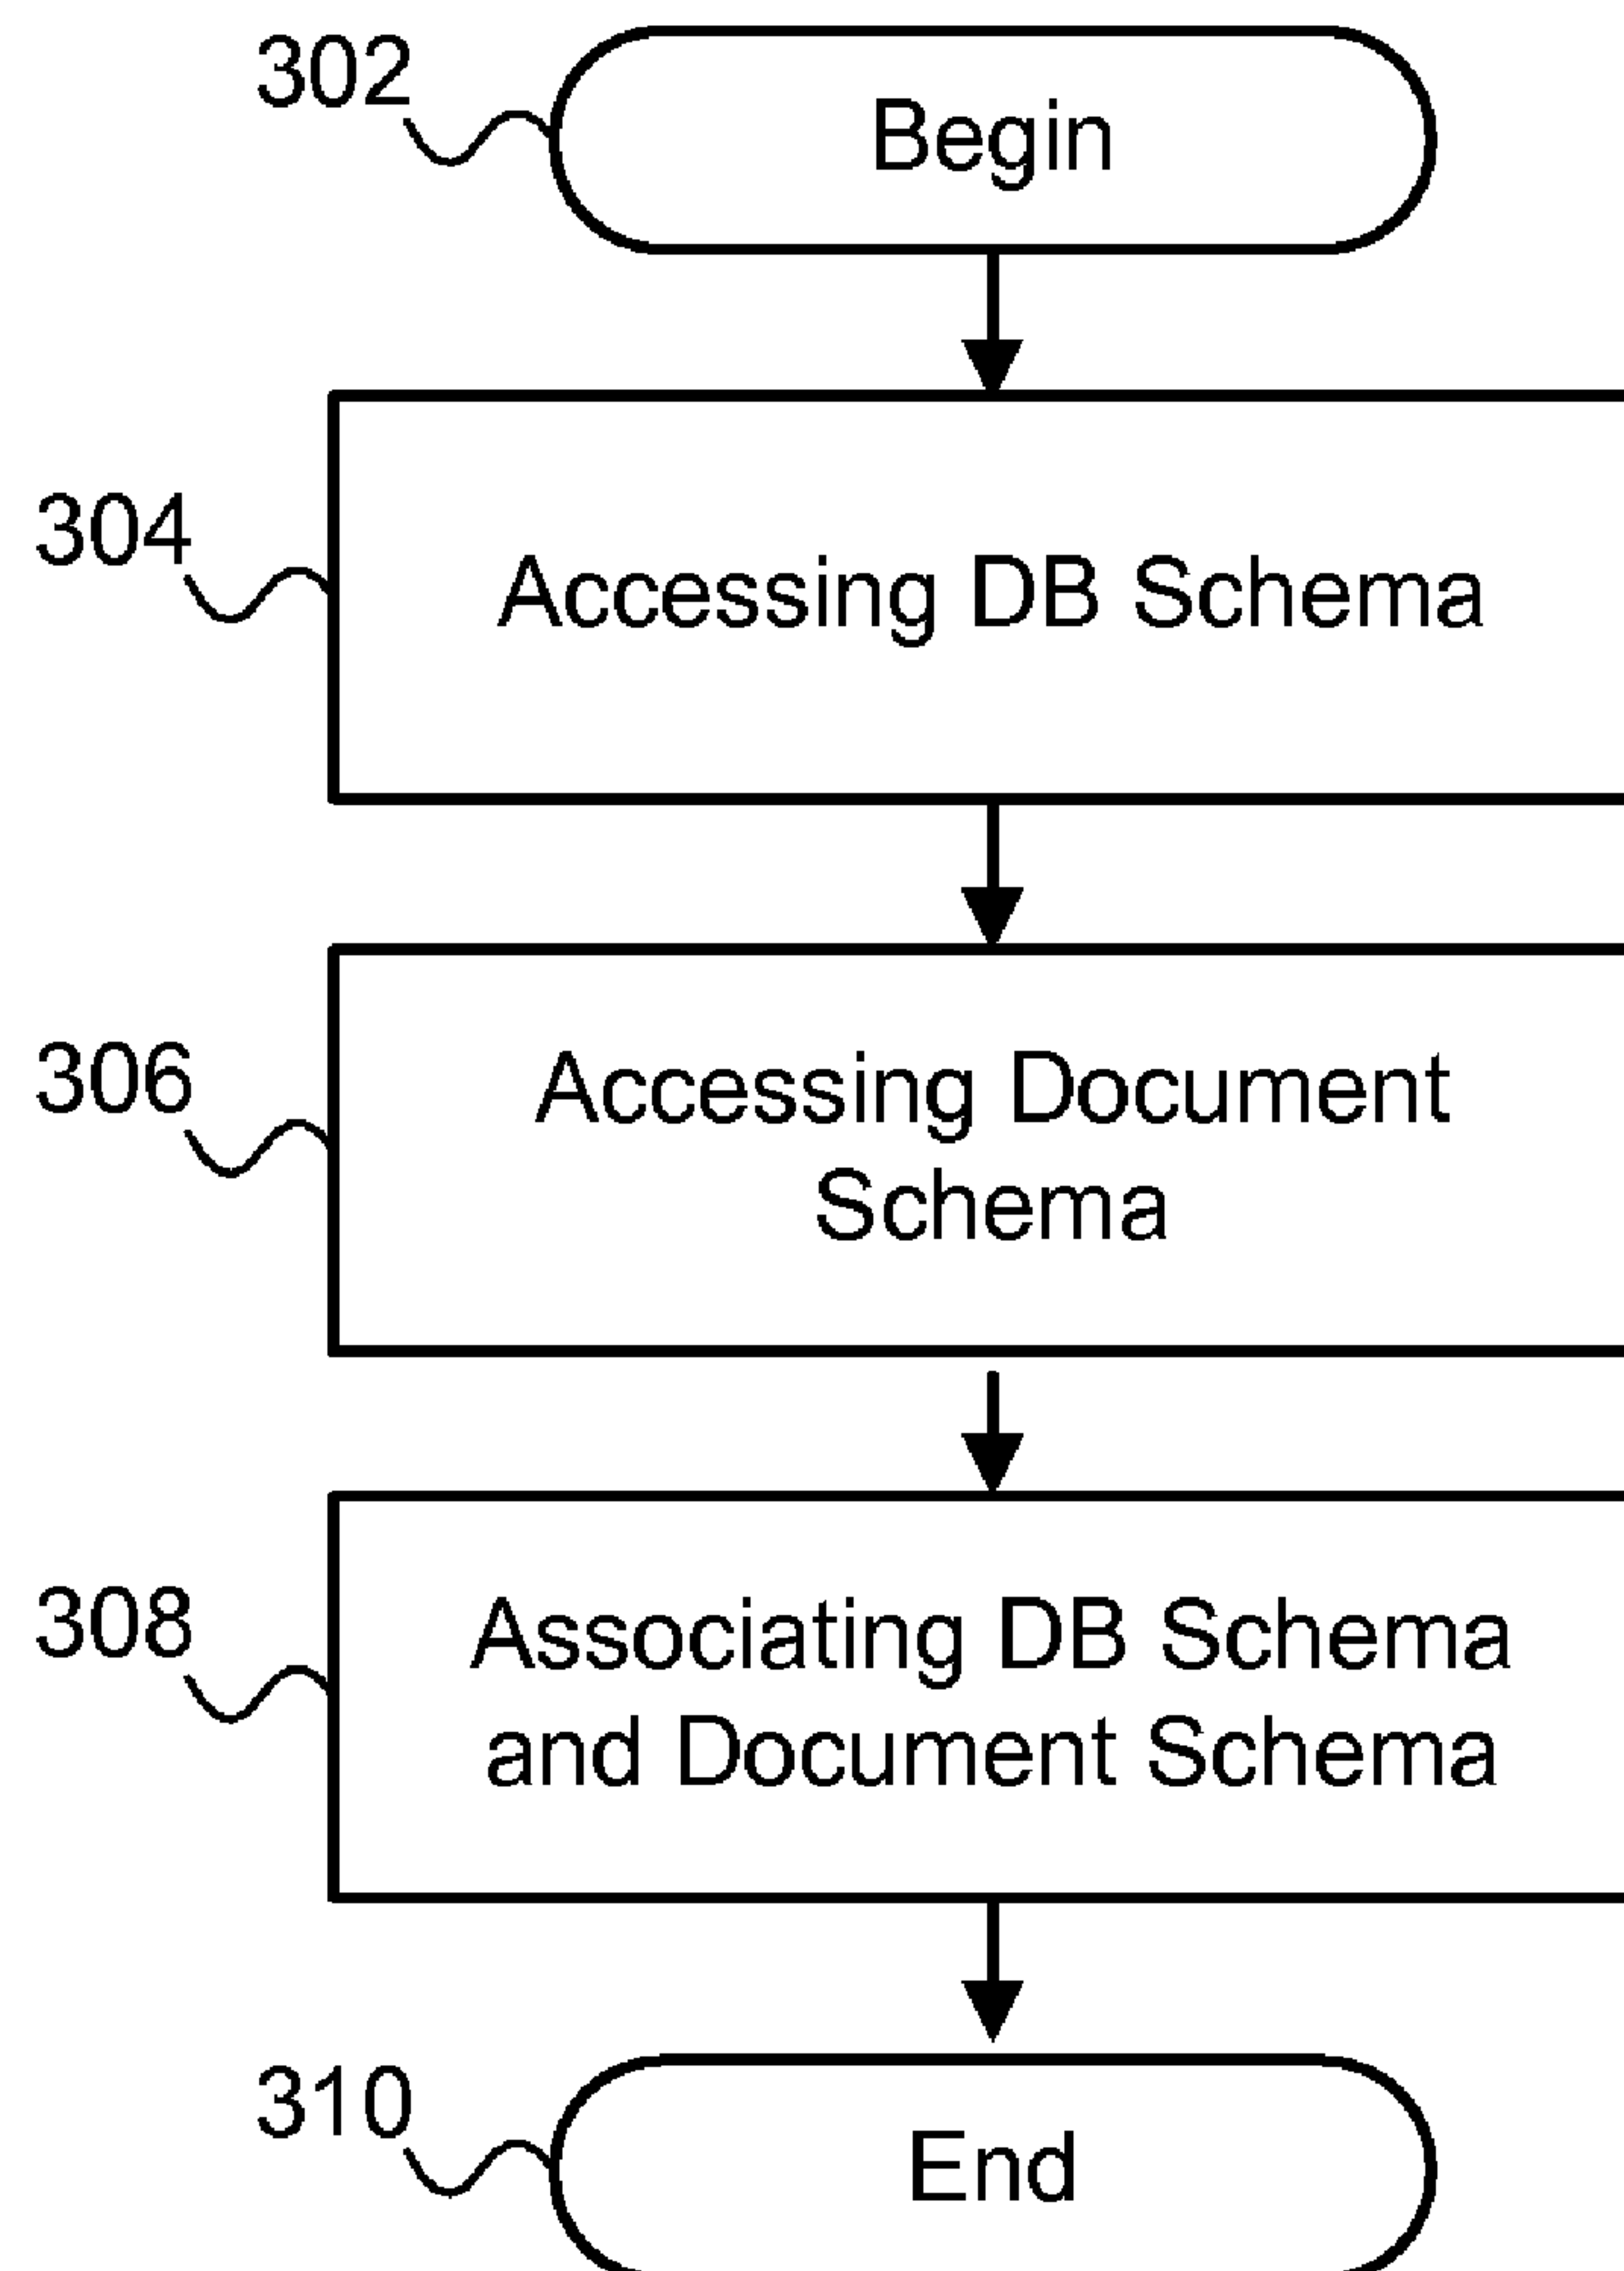 302
Begin
304
Accessing DB Schema
306
Accessing Document
Schema
308
Associating DB Schema
and Document Schema
310
End